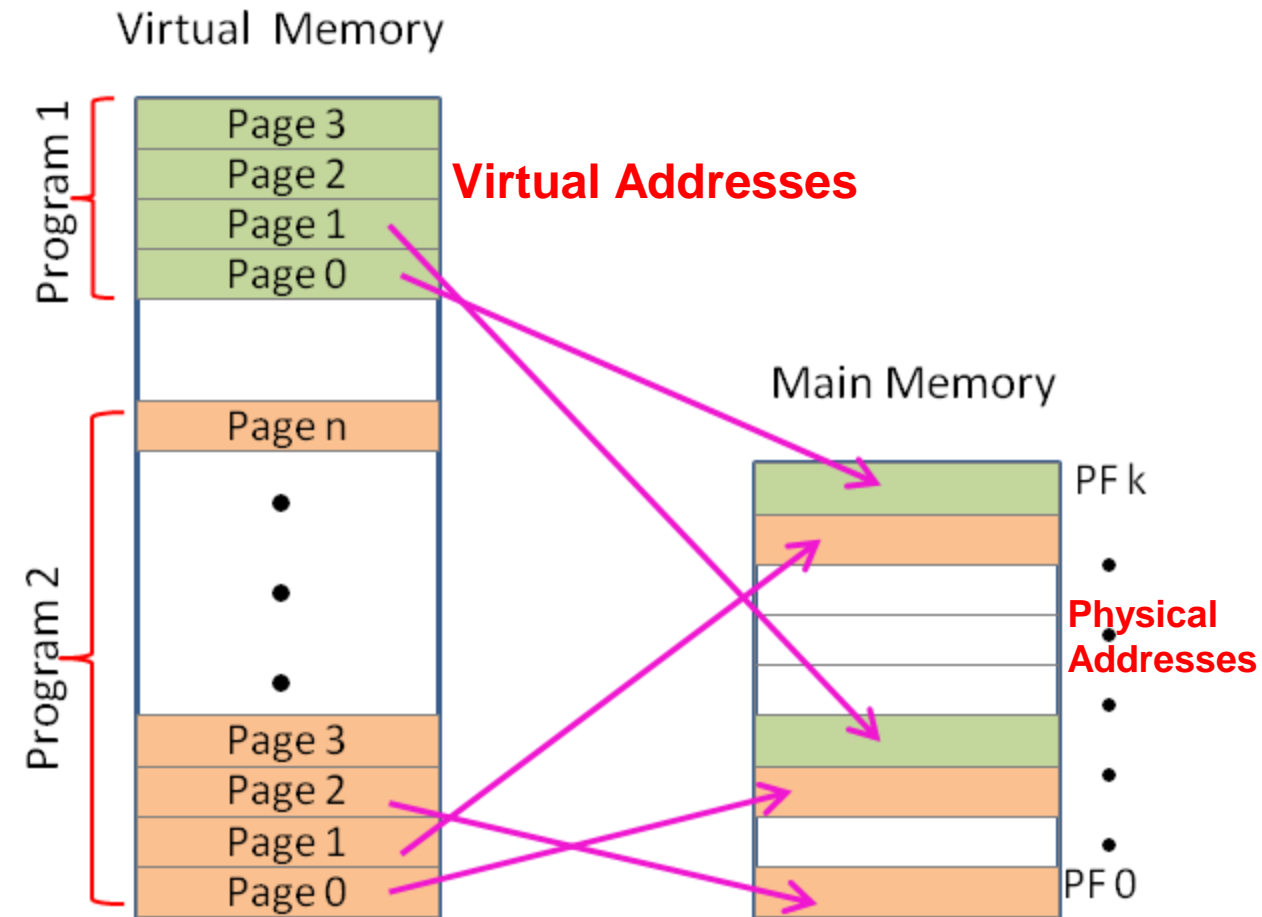 Virtual Memory
Program 1
Page 3
Page 2
Page 1
Page 0
Virtual Addresses
Program 2
Page n
Page 3
Page 2
Page 1
Page 0
Main Memory
PF k
Physical
Addresses
PF 0